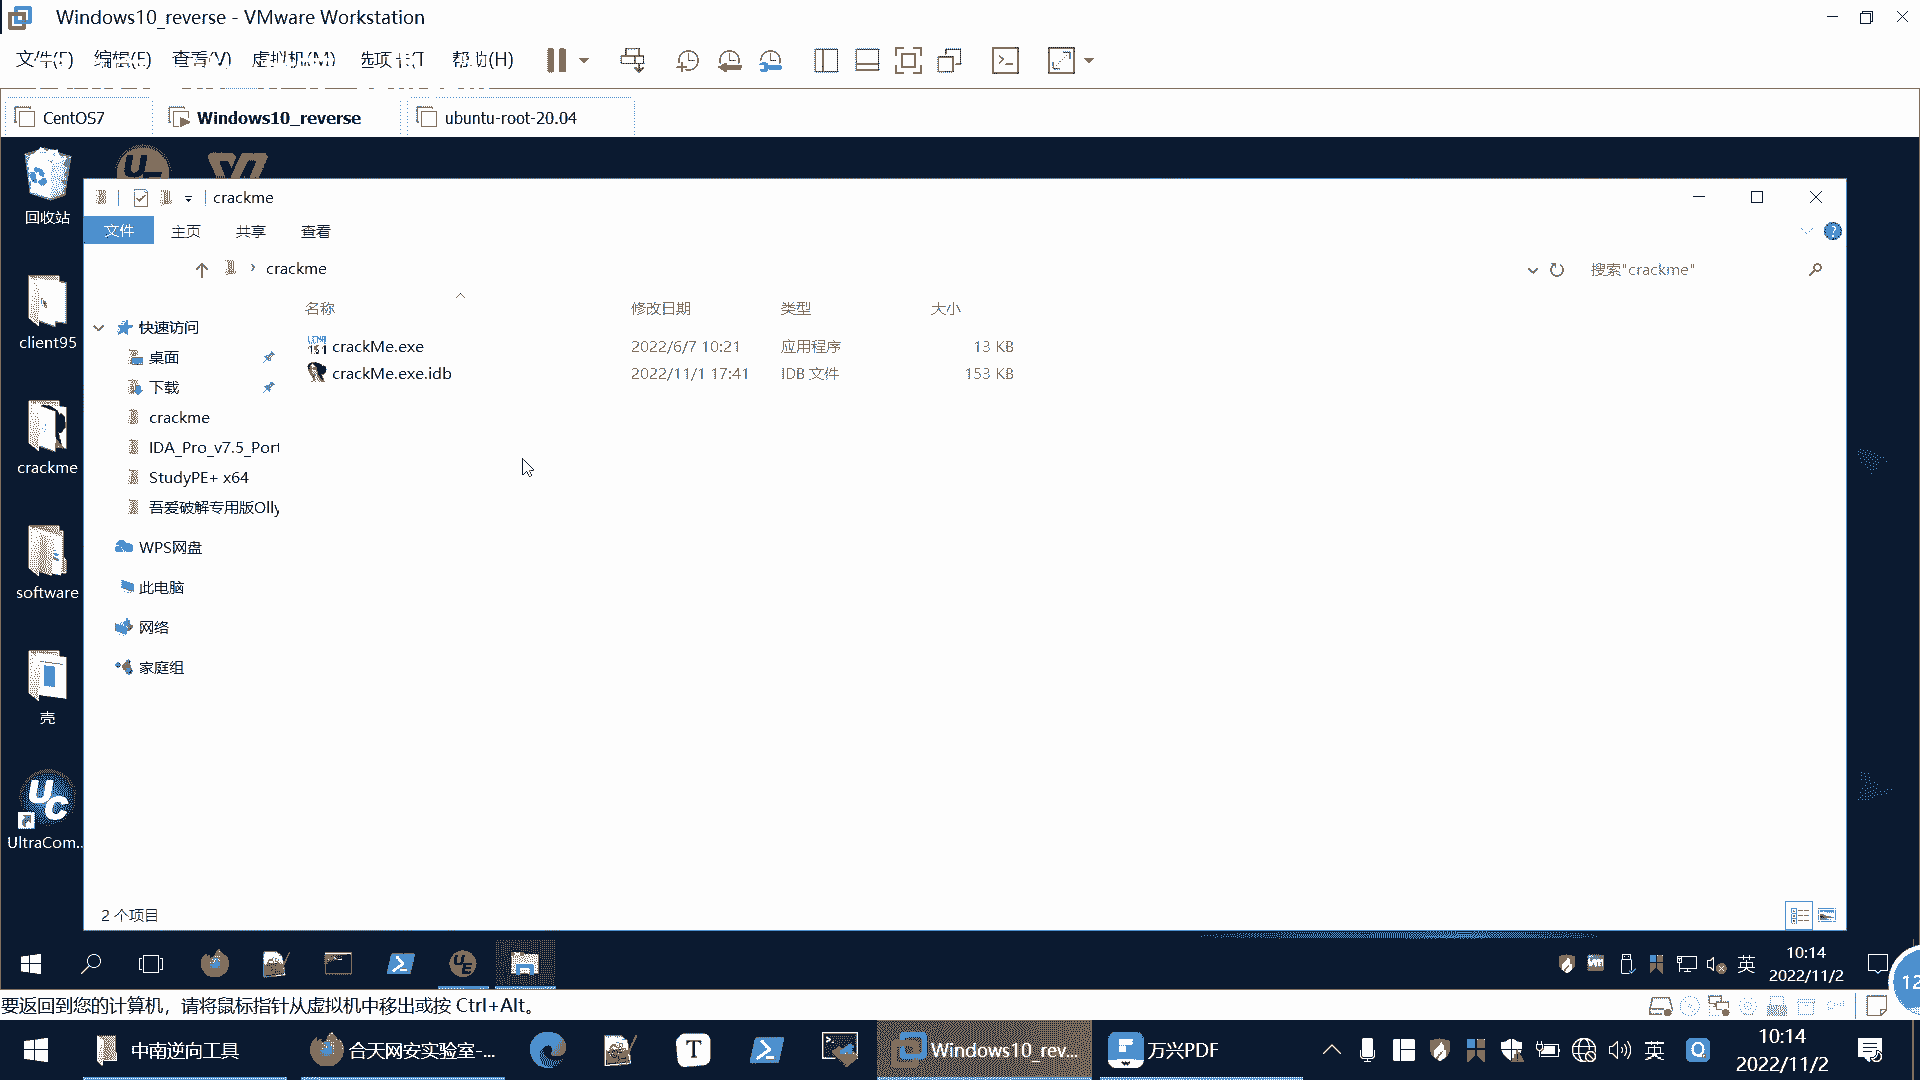 Windows10_reverse - VMware Workstation
文件(F) 编辑(E) 查看(V) 虚拟机(M) 选项卡(T) 帮助(H)
CentOS7 Windows10_reverse ubuntu-root-20.04
回收站
client95
crackme
software
壳
UltraCom...
crackme
文件 主页 共享 查看
crackme
搜索"crackme"
名称 修改日期 类型 大小
crackMe.exe 2022/6/7 10:21 应用程序 13 KB
crackMe.exe.idb 2022/11/1 17:41 IDB 文件 153 KB
快速访问
桌面
下载
crackme
IDA_Pro_v7.5_Port
StudyPE+ x64
吾爱破解专用版Olly
WPS网盘
此电脑
网络
家庭组
2 个项目
英 10:14
2022/11/2
12
要返回到您的计算机，请将鼠标指针从虚拟机中移出或按 Ctrl+Alt。
中南逆向工具 合天网安实验室-... Windows10_rev... 万兴PDF 英 10:14
2022/11/2